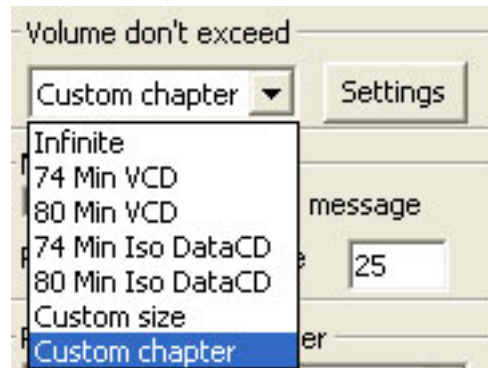 Volume don't exceed
Custom chapter Settings
Infinite
74 Min VCD
80 Min VCD message
74 Min Iso DataCD
25
80 Min Iso DataCD
Custom size
Custom chapter